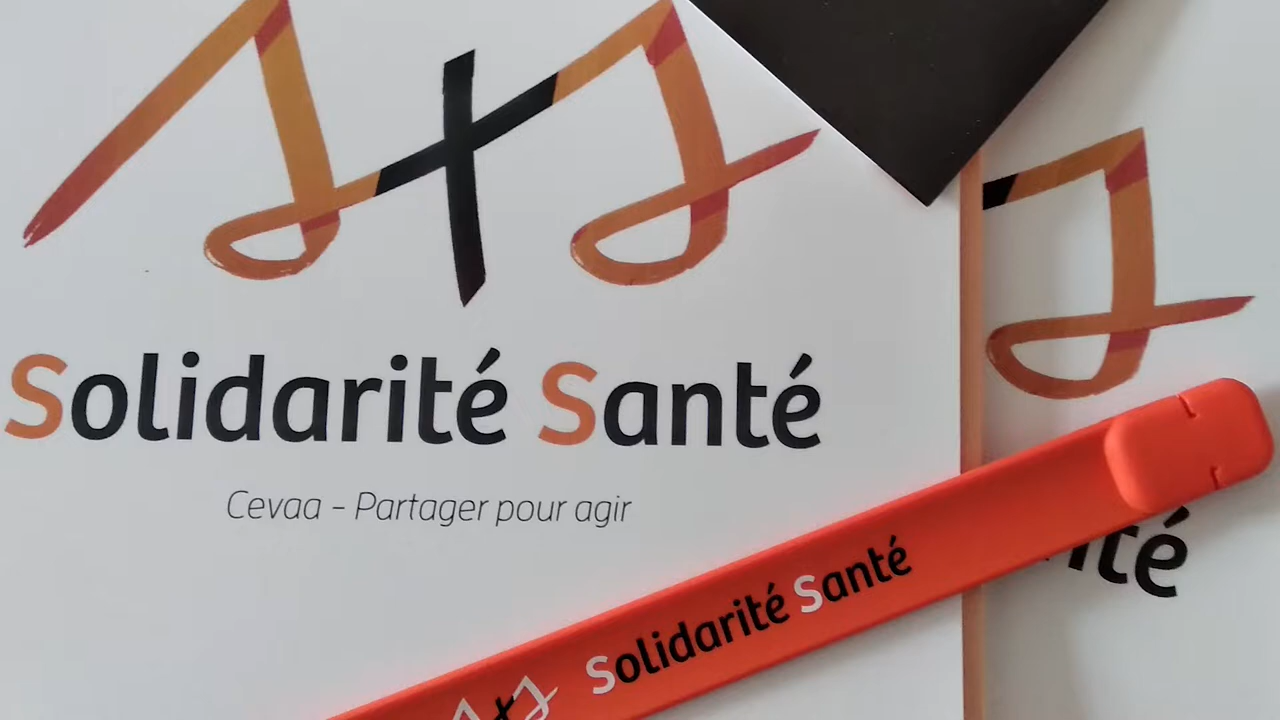 S+S
Solidarité Santé
Cevaa – Partager pour agir
S
ité
S+S
Solidarité Santé